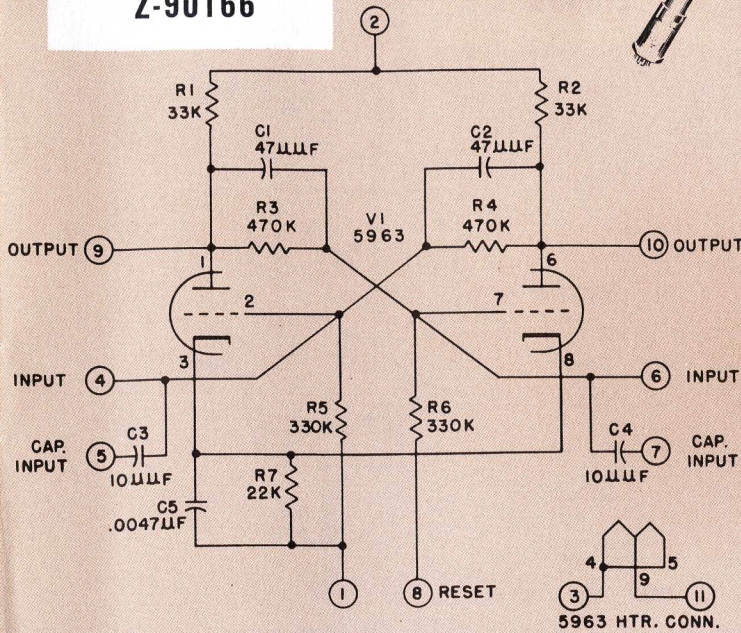 Z-90166
2
R1
33K
R2
33K
C1
47µµF
C2
47µµF
R3
470K
V1
5963
R4
470K
OUTPUT 9
10 OUTPUT
1
6
2
7
3
8
INPUT 4
6 INPUT
R5
330K
R6
330K
CAP.
INPUT 5
C3
10µµF
C4
10µµF
7 CAP.
INPUT
R7
22K
C5
.0047µF
1
8 RESET
4
5
9
3
11
5963 HTR. CONN.